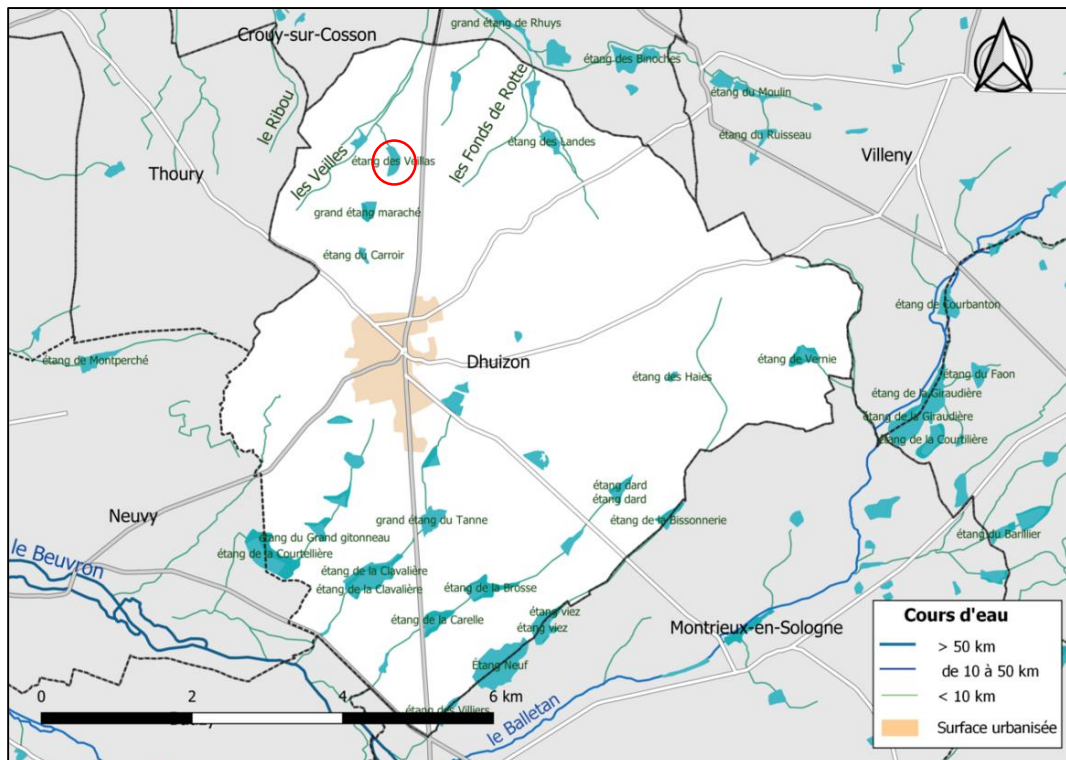 grand étang de Rhuys
Crouy-sur-Cosson
étang des Binoches
étang du Moulin
le Ribou
les Fonds de Rotte
étang du Ruisseau
étang des Landes
Villeny
les Veilles
étang des Veillas
Thoury
grand étang maraché
étang du Carroir
étang de Courbanton
étang de Montperché
Dhuizon
étang de Vernie
étang des Haies
étang du Faon
étang de la Giraudière
étang de la Giraudière
étang de la Courtilière
étang dard
étang dard
Neuvy
grand étang du Tanne
étang de la Bissonnerie
étang du Grand gitonneau
étang du Barillier
le Beuvron
étang de la Courtellière
étang de la Clavalière
étang de la Clavalière
étang de la Brosse
étang viez
étang de la Carelle
étang viez
Montrieux-en-Sologne
Étang Neuf
étang des Villiers
le Balletan
0 2 4 6 km
Cours d'eau
> 50 km
de 10 à 50 km
< 10 km
Surface urbanisée